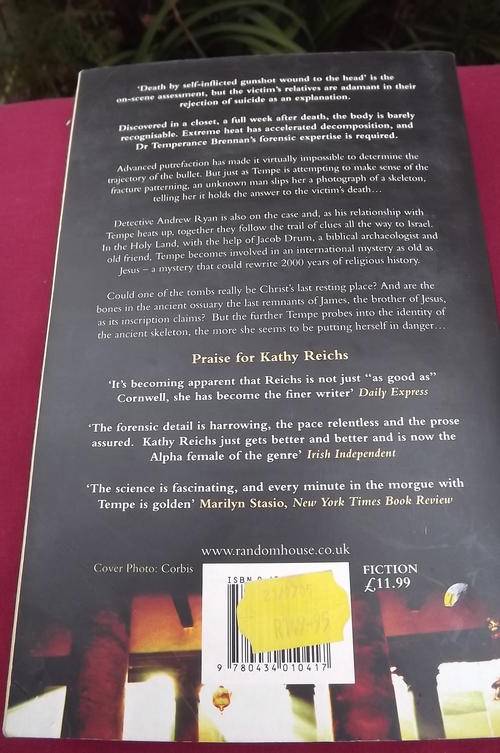 ‘Death by self-inflicted gunshot wound to the head’ is the
on-scene assessment, but the victim’s relatives are adamant in their
rejection of suicide as an explanation.
Discovered in a closet, a full week after death, the body is barely
recognisable. Extreme heat has accelerated decomposition, and
Dr Temperance Brennan’s forensic expertise is required.
Advanced putrefaction has made it virtually impossible to determine the
trajectory of the bullet. But just as Tempe is attempting to make sense of the
fracture patterning, an unknown man slips her a photograph of a skeleton,
telling her it holds the answer to the victim’s death…
Detective Andrew Ryan is also on the case and, as his relationship with
Tempe heats up, together they follow the trail of clues all the way to Israel.
In the Holy Land, with the help of Jacob Drum, a biblical archaeologist and
old friend, Tempe becomes involved in an international mystery as old as
Jesus – a mystery that could rewrite 2000 years of religious history.
Could one of the tombs really be Christ’s last resting place? And are the
bones in the ancient ossuary the last remnants of James, the brother of Jesus,
as its inscription claims? But the further Tempe probes into the identity of
the ancient skeleton, the more she seems to be putting herself in danger…
Praise for Kathy Reichs
‘It’s becoming apparent that Reichs is not just “as good as”
Cornwell, she has become the finer writer’ Daily Express
‘The forensic detail is harrowing, the pace relentless and the prose
assured. Kathy Reichs just gets better and better and is now the
Alpha female of the genre’ Irish Independent
‘The science is fascinating, and every minute in the morgue with
Tempe is golden’ Marilyn Stasio, New York Times Book Review
www.randomhouse.co.uk
Cover Photo: Corbis
FICTION
£11.99
ISBN
9 780434 010417